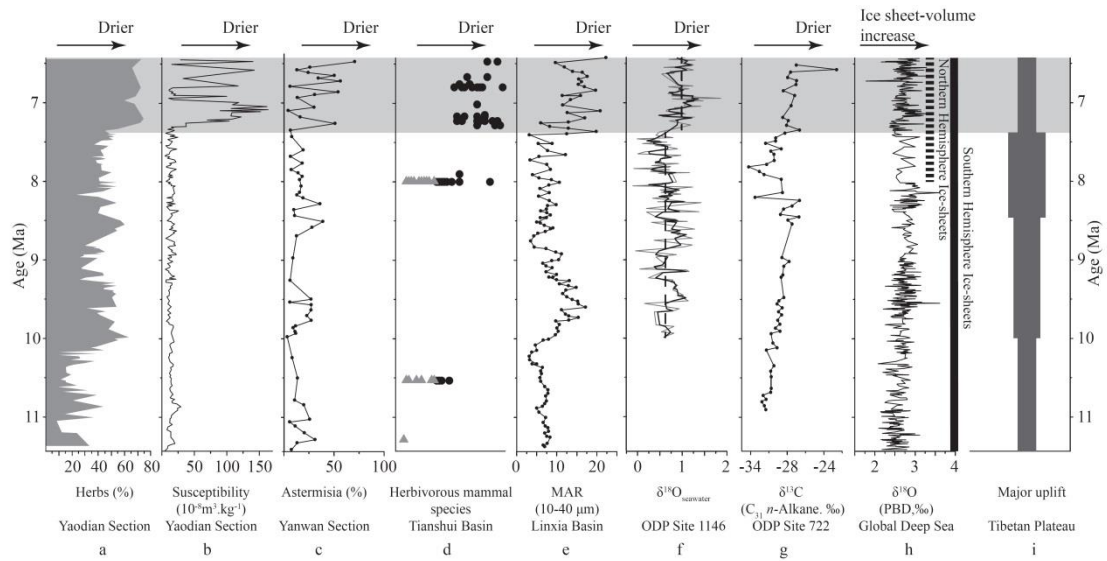 Drier Drier Drier Drier Drier Drier Drier Ice sheet-volume
increase
Age (Ma) 7 8 9 10 11
Northern Hemisphere Ice-sheets
Southern Hemisphere Ice-sheets
7 8 9 10 11 Age (Ma)
20 40 60 80 50 100 150 0 50 100 0 10 20 0 1 2 -34 -28 -22 2 3 4
Herbs (%)
Yaodian Section
a
Susceptibility
(10⁻⁸m³.kg⁻¹)
Yaodian Section
b
Astermisia (%)
Yanwan Section
c
Herbivorous mammal
species
Tianshui Basin
d
MAR
(10-40 μm)
Linxia Basin
e
δ¹⁸O seawater
ODP Site 1146
f
δ¹³C
(C₃₁ n-Alkane. ‰)
ODP Site 722
g
δ¹⁸O
(PBD,‰)
Global Deep Sea
h
Major uplift
Tibetan Plateau
i